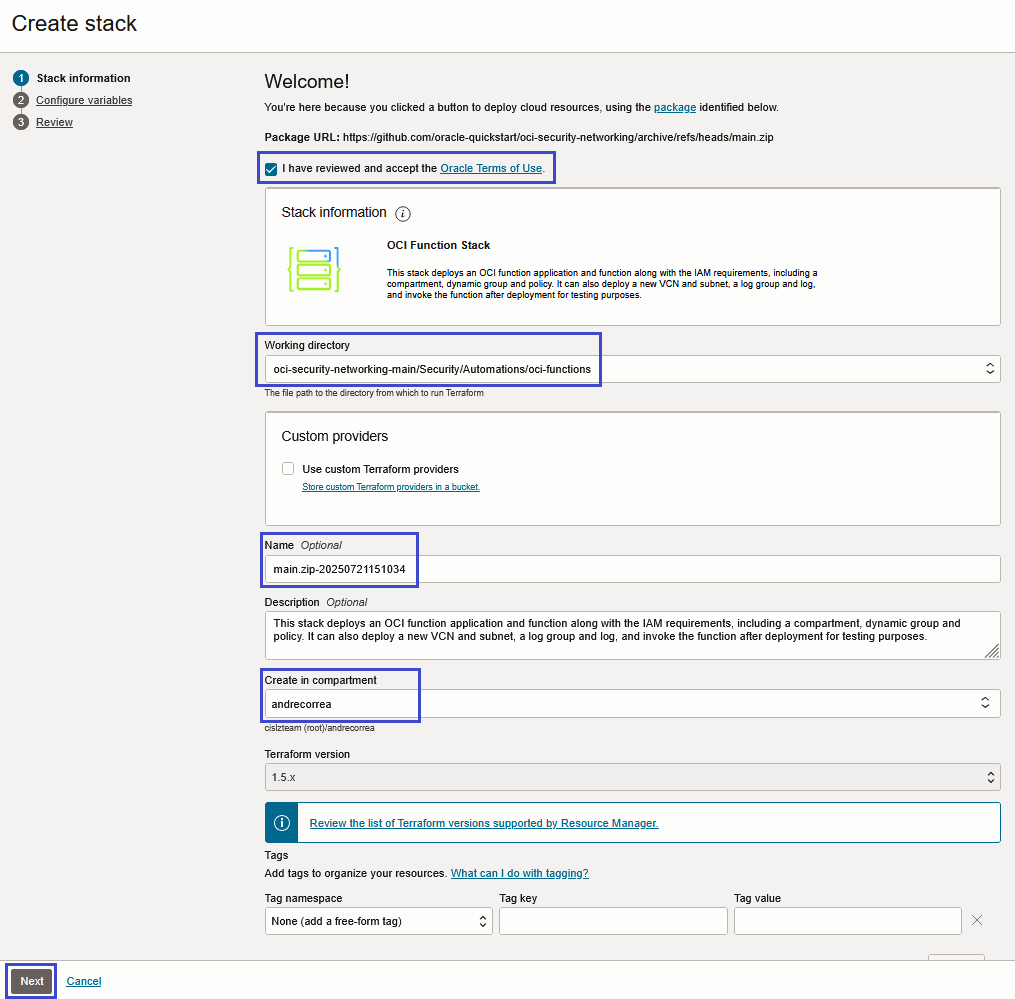 Create stack
1 Stack information
2 Configure variables
3 Review
Welcome!
You're here because you clicked a button to deploy cloud resources, using the package identified below.
Package URL: https://github.com/oracle-quickstart/oci-security-networking/archive/refs/heads/main.zip
I have reviewed and accept the Oracle Terms of Use.
Stack information i
OCI Function Stack
This stack deploys an OCI function application and function along with the IAM requirements, including a
compartment, dynamic group and policy. It can also deploy a new VCN and subnet, a log group and log,
and invoke the function after deployment for testing purposes.
Working directory
oci-security-networking-main/Security/Automations/oci-functions
The file path to the directory from which to run Terraform
Custom providers
Use custom Terraform providers
Store custom Terraform providers in a bucket.
Name Optional
main.zip-20250721151034
Description Optional
This stack deploys an OCI function application and function along with the IAM requirements, including a compartment, dynamic group and
policy. It can also deploy a new VCN and subnet, a log group and log, and invoke the function after deployment for testing purposes.
Create in compartment
andrecorrea
cislzteam (root)/andrecorrea
Terraform version
1.5.x
i Review the list of Terraform versions supported by Resource Manager.
Tags
Add tags to organize your resources. What can I do with tagging?
Tag namespace Tag key Tag value
None (add a free-form tag)
Next Cancel